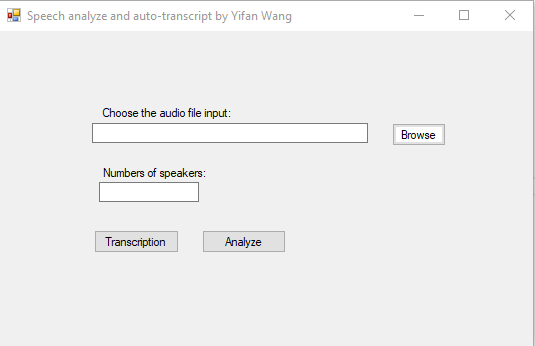 Speech analyze and auto-transcript by Yifan Wang
Choose the audio file input:
Browse
Numbers of speakers:
Transcription Analyze